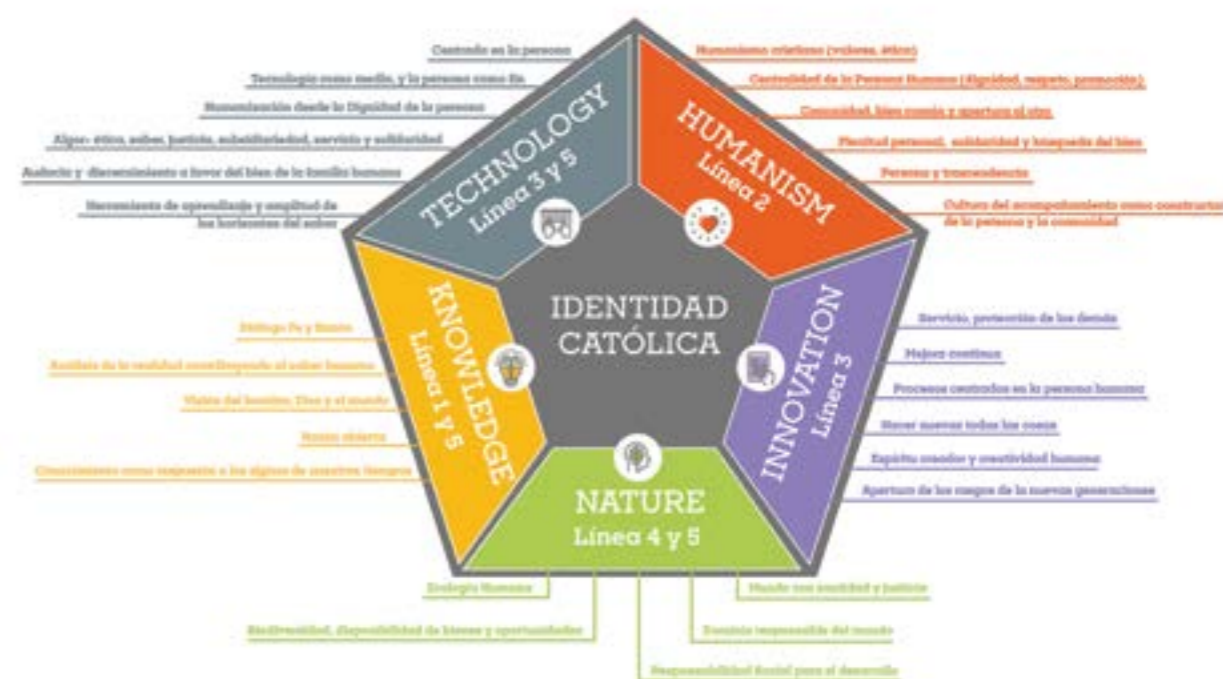 Centrado en la persona
Tecnología como medio, y la persona como fin
Humanización desde la Dignidad de la persona
Algor- ética, saber, justicia, subsidiariedad, servicio y solidaridad
Audacia y discernimiento a favor del bien de la familia humana
Herramienta de aprendizaje y amplitud de
los horizontes del saber
TECHNOLOGY
Línea 3 y 5
Humanismo cristiano (valores, ética)
Centralidad de la Persona Humana (dignidad, respeto, promoción)
Comunidad, bien común y apertura al otro
Plenitud personal, solidaridad y búsqueda del bien
Persona y trascendencia
Cultura del acompañamiento como constructor
de la persona y la comunidad
HUMANISM
Línea 2
IDENTIDAD
CATÓLICA
Diálogo Fe y Razón
Análisis de la realidad contribuyendo al saber humano
Visión del hombre, Dios y el mundo
Razón abierta
Conocimiento como respuesta a los signos de nuestros tiempos
KNOWLEDGE
Línea 1 y 5
Servicio, protección de los demás
Mejora continua
Procesos centrados en la persona humana
Hacer nuevas todas las cosas
Espíritu creador y creatividad humana
Apertura de los rasgos de la nuevas generaciones
INNOVATION
Línea 3
NATURE
Línea 4 y 5
Ecología Humana
Biodiversidad, disponibilidad de bienes y oportunidades
Responsabilidad Social para el desarrollo
Dominio responsable del mundo
Mundo con equidad y justicia